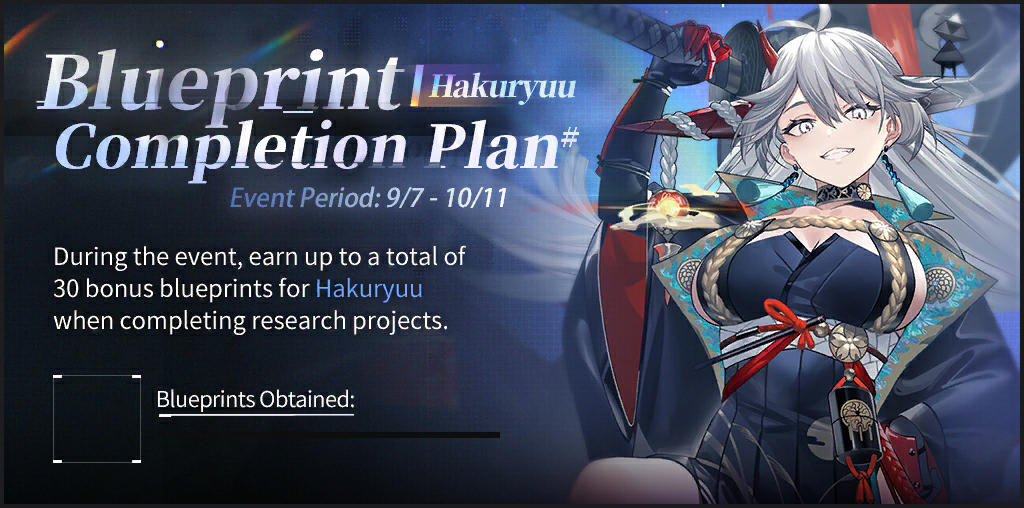 Blueprint | Hakuryuu
Completion Plan#
Event Period: 9/7 - 10/11
During the event, earn up to a total of
30 bonus blueprints for Hakuryuu
when completing research projects.
Blueprints Obtained: